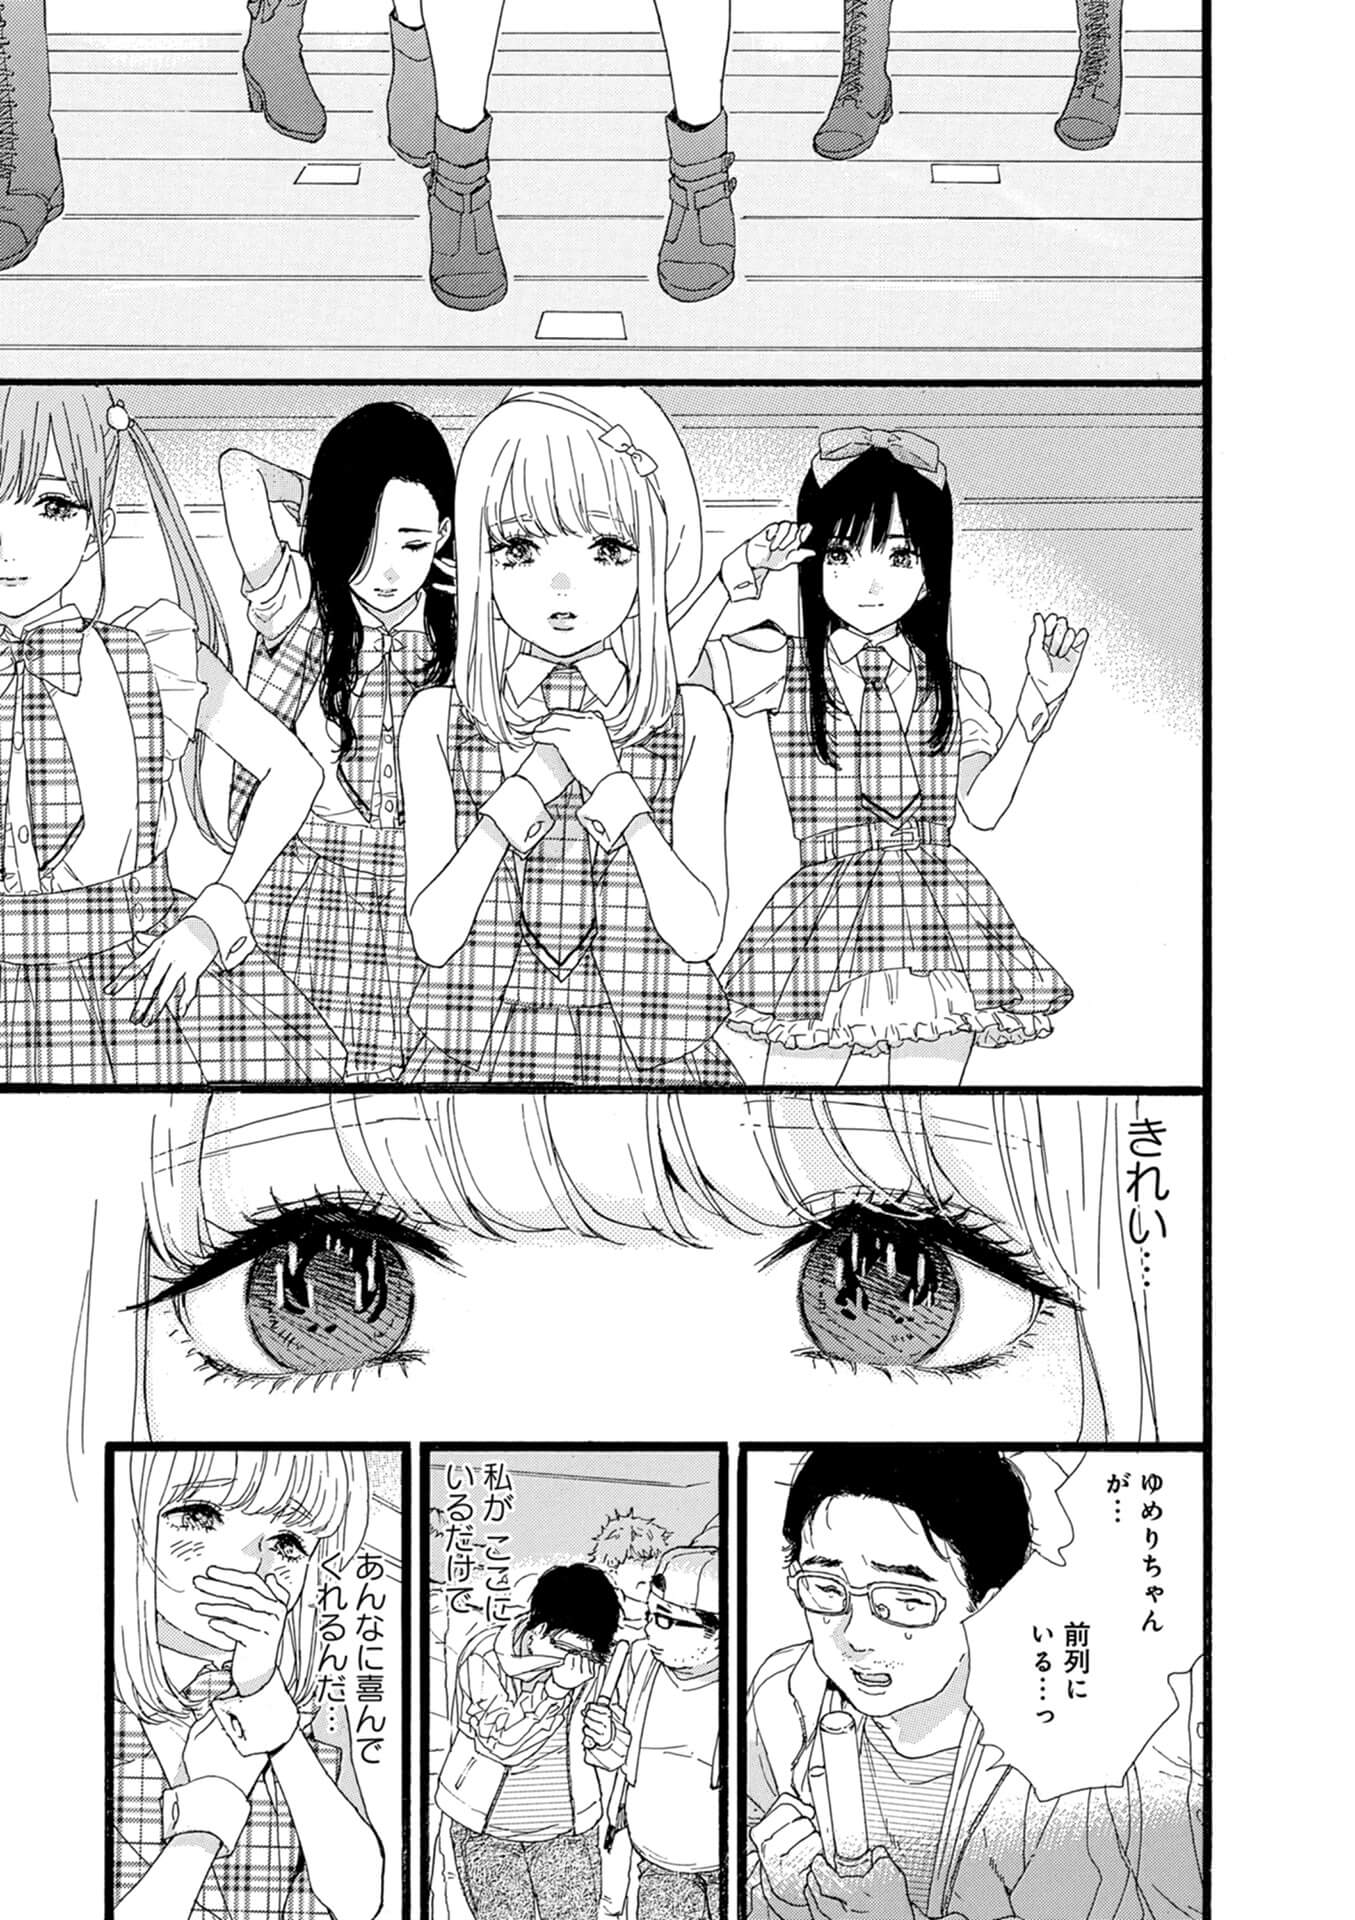 きれい…
ゆめりちゃん
が…
前列に
いる…っ
私が ここに
いるだけで
あんなに喜んで
くれるんだ…